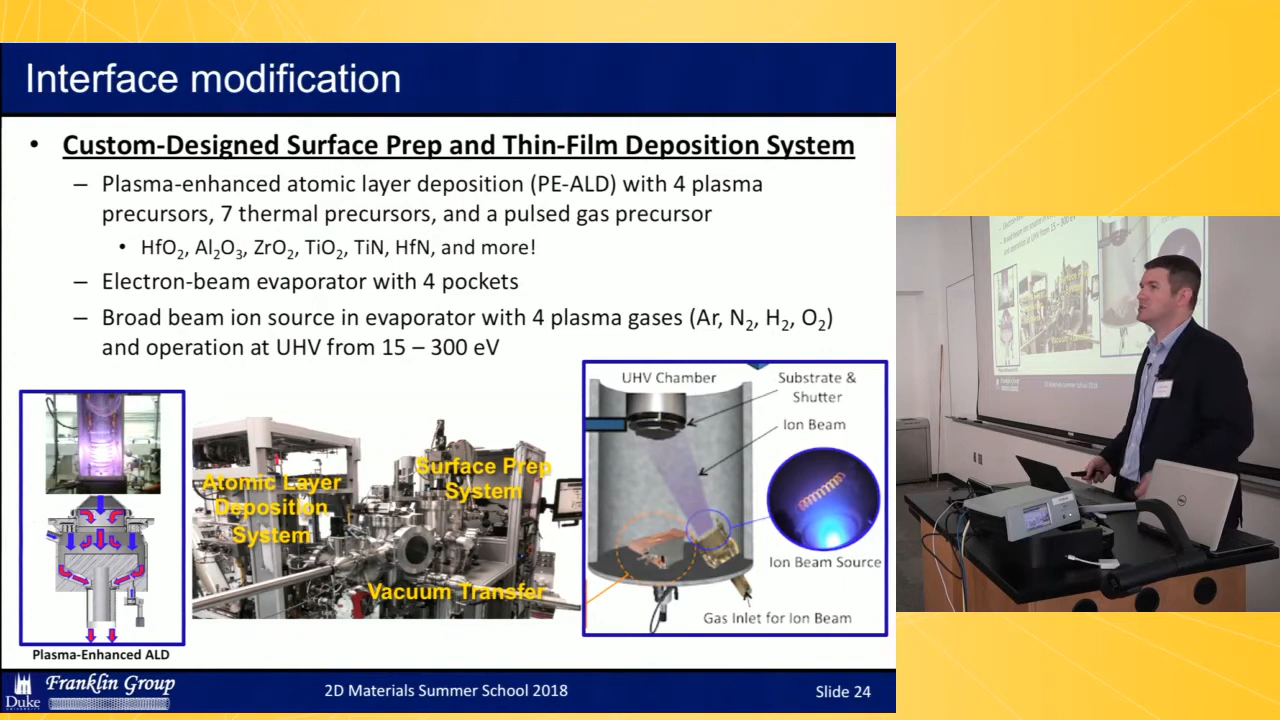 Interface modification
• Custom-Designed Surface Prep and Thin-Film Deposition System
– Plasma-enhanced atomic layer deposition (PE-ALD) with 4 plasma
precursors, 7 thermal precursors, and a pulsed gas precursor
• HfO₂, Al₂O₃, ZrO₂, TiO₂, TiN, HfN, and more!
– Electron-beam evaporator with 4 pockets
– Broad beam ion source in evaporator with 4 plasma gases (Ar, N₂, H₂, O₂)
and operation at UHV from 15 – 300 eV
Atomic Layer
Deposition
System
Surface Prep
System
Vacuum Transfer
UHV Chamber
Substrate &
Shutter
Ion Beam
Ion Beam Source
Gas Inlet for Ion Beam
Plasma-Enhanced ALD
Duke
UNIVERSITY
Franklin Group
2D Materials Summer School 2018
Slide 24
DELL